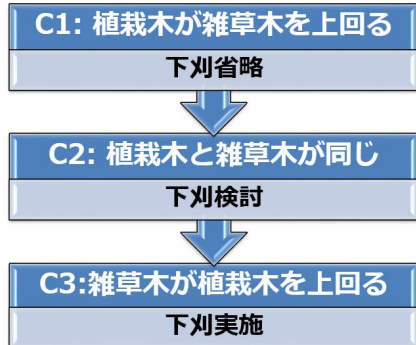 C1: 植栽木が雑草木を上回る
下刈省略
C2: 植栽木と雑草木が同じ
下刈検討
C3:雑草木が植栽木を上回る
下刈実施